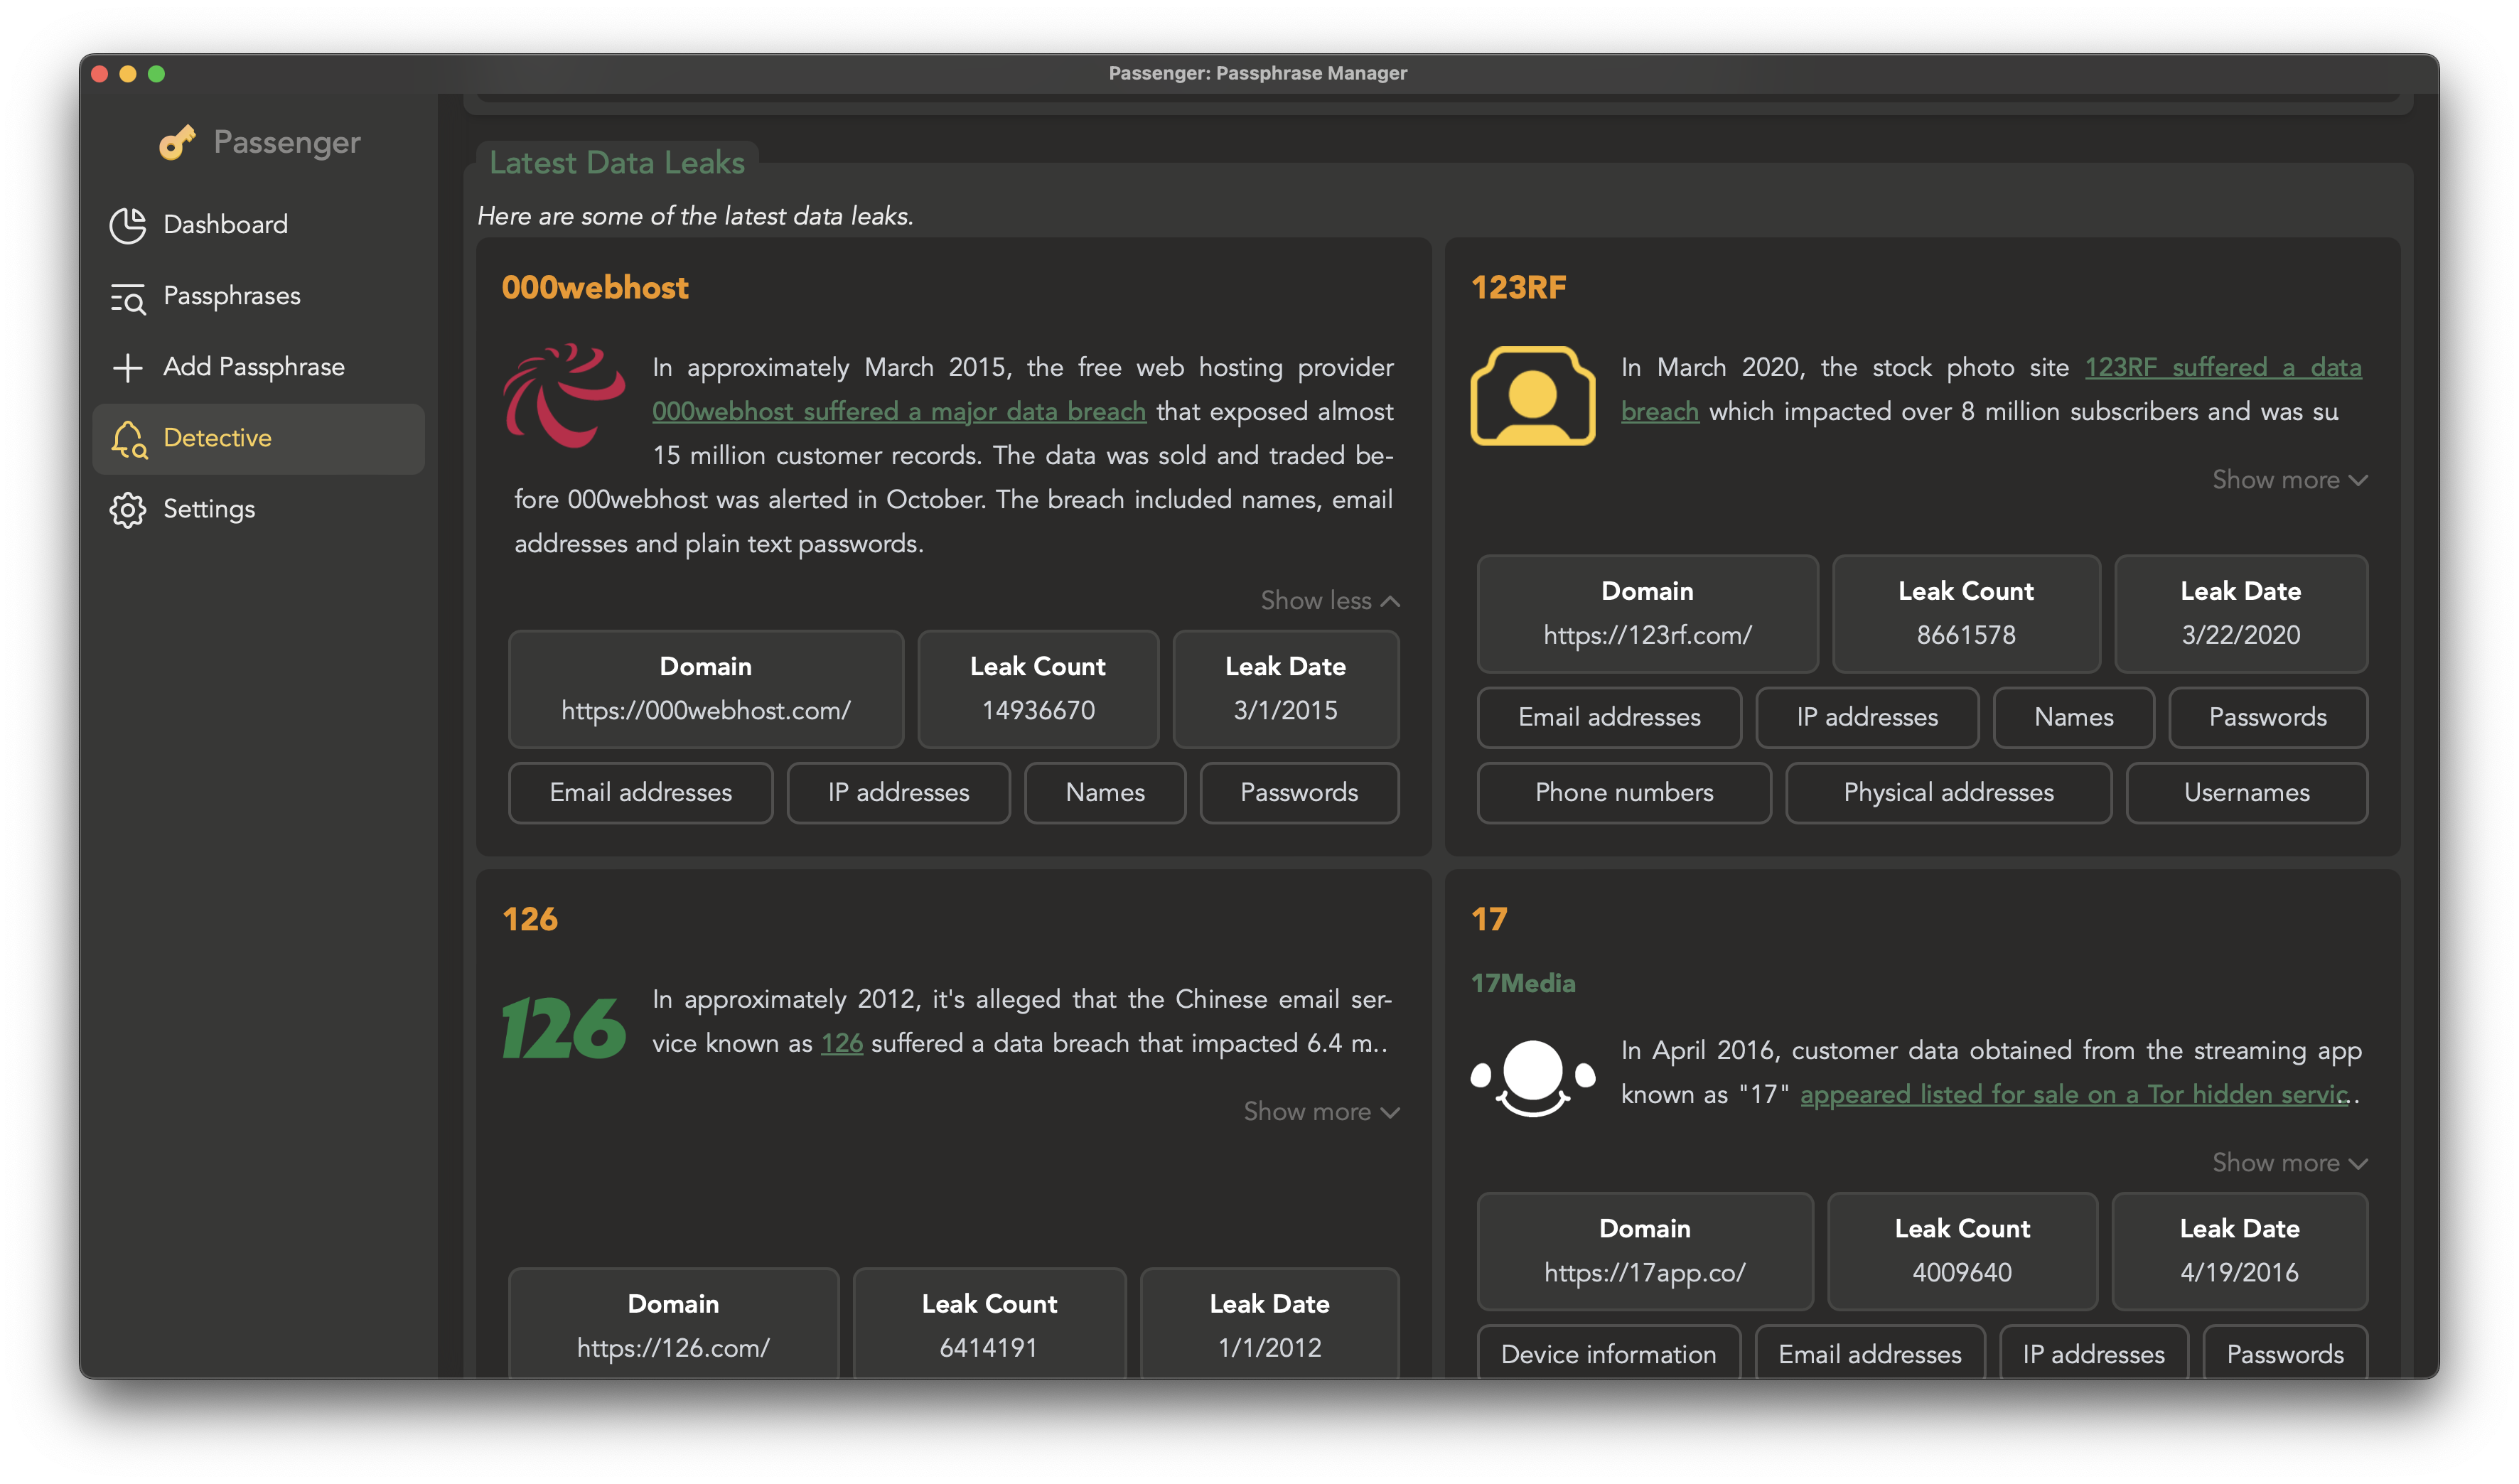 Passenger: Passphrase Manager
Passenger
Dashboard
Passphrases
Add Passphrase
Detective
Settings
Latest Data Leaks
Here are some of the latest data leaks.
000webhost
In approximately March 2015, the free web hosting provider
000webhost suffered a major data breach that exposed almost
15 million customer records. The data was sold and traded be-
fore 000webhost was alerted in October. The breach included names, email
addresses and plain text passwords.
Show less
Domain
https://000webhost.com/
Leak Count
14936670
Leak Date
3/1/2015
Email addresses
IP addresses
Names
Passwords
123RF
In March 2020, the stock photo site 123RF suffered a data
breach which impacted over 8 million subscribers and was su
Show more
Domain
https://123rf.com/
Leak Count
8661578
Leak Date
3/22/2020
Email addresses
IP addresses
Names
Passwords
Phone numbers
Physical addresses
Usernames
126
126
In approximately 2012, it's alleged that the Chinese email ser-
vice known as 126 suffered a data breach that impacted 6.4 m...
Show more
Domain
https://126.com/
Leak Count
6414191
Leak Date
1/1/2012
17
17Media
In April 2016, customer data obtained from the streaming app
known as "17" appeared listed for sale on a Tor hidden servic...
Show more
Domain
https://17app.co/
Leak Count
4009640
Leak Date
4/19/2016
Device information
Email addresses
IP addresses
Passwords